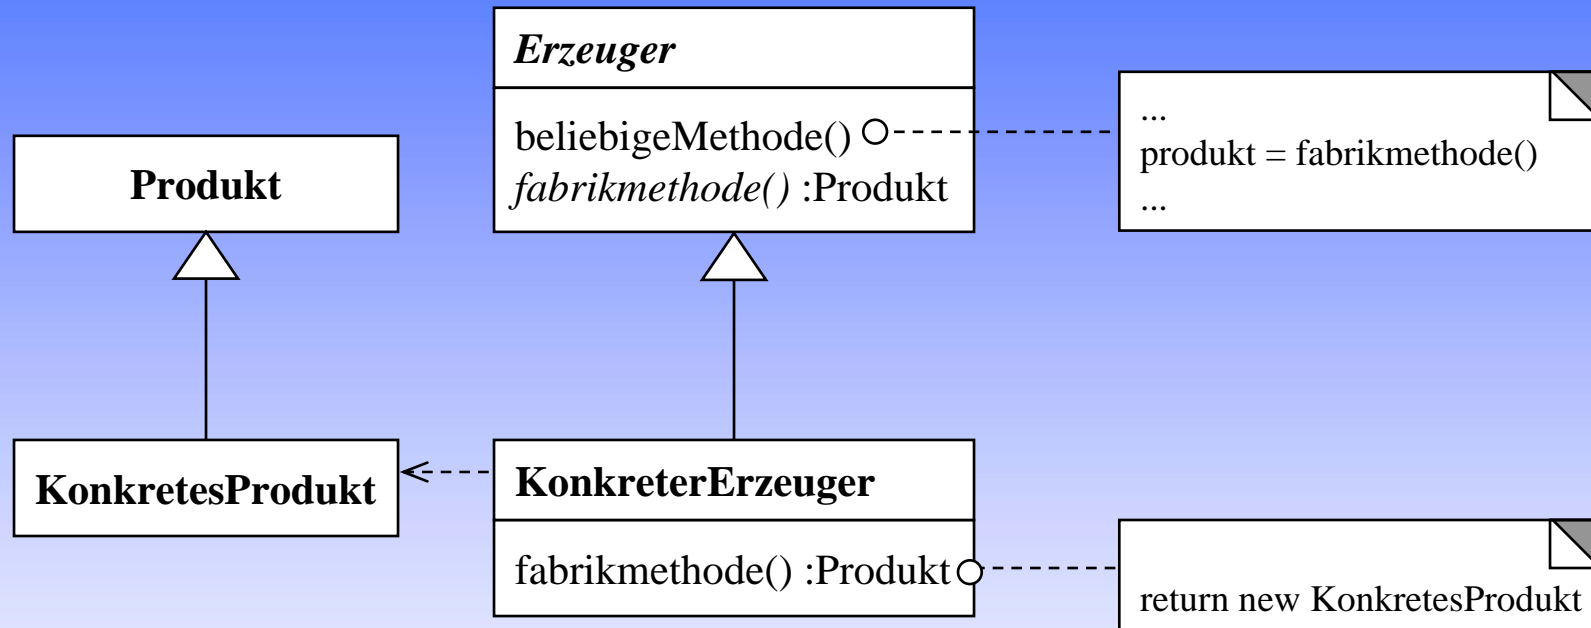 Erzeuger
beliebigeMethode()
fabrikmethode() :Produkt
...
produkt = fabrikmethode()
...
Produkt
KonkretesProdukt
KonkreterErzeuger
fabrikmethode() :Produkt
return new KonkretesProdukt